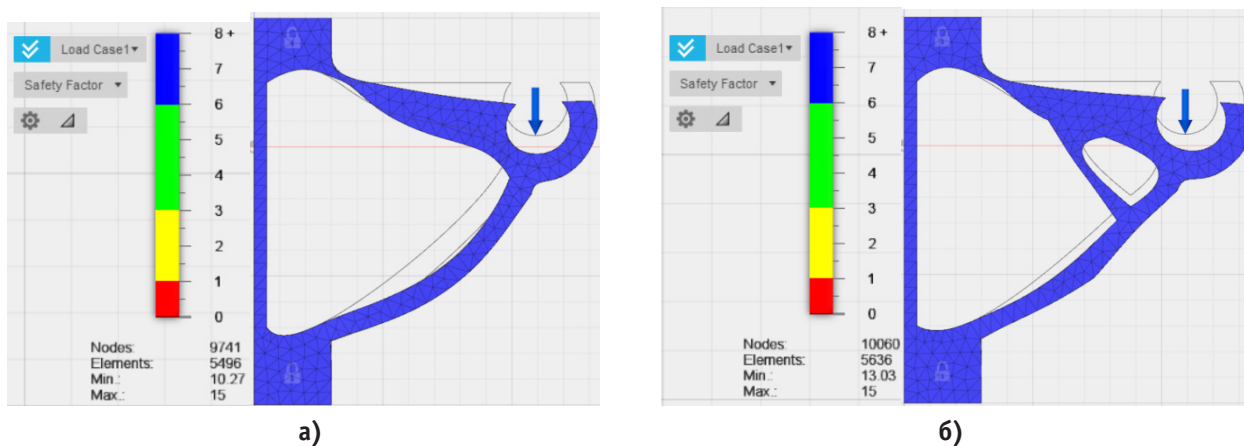 Load Case1
Safety Factor
8 +
7
6
5
4
3
2
1
0
Nodes: 9741
Elements: 5496
Min.: 10.27
Max.: 15
а)
Load Case1
Safety Factor
8 +
7
6
5
4
3
2
1
0
Nodes: 10060
Elements: 5636
Min.: 13.03
Max.: 15
б)